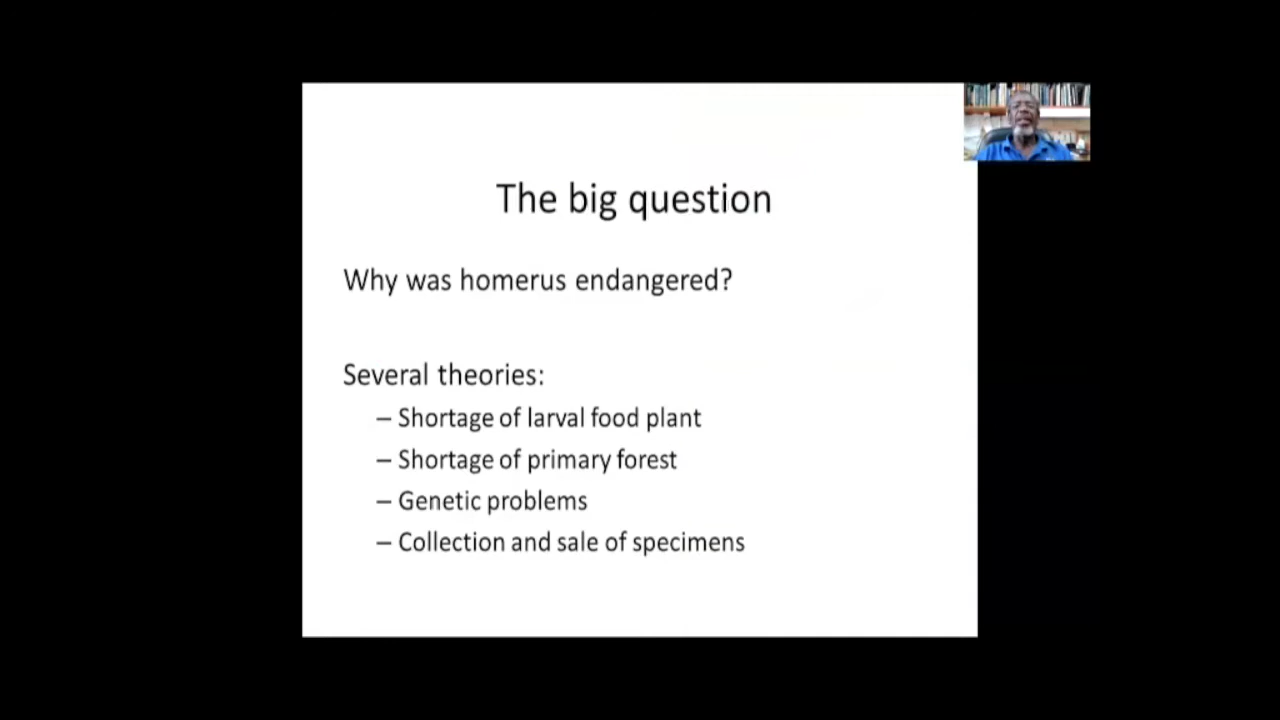 The big question
Why was homerus endangered?
Several theories:
– Shortage of larval food plant
– Shortage of primary forest
– Genetic problems
– Collection and sale of specimens